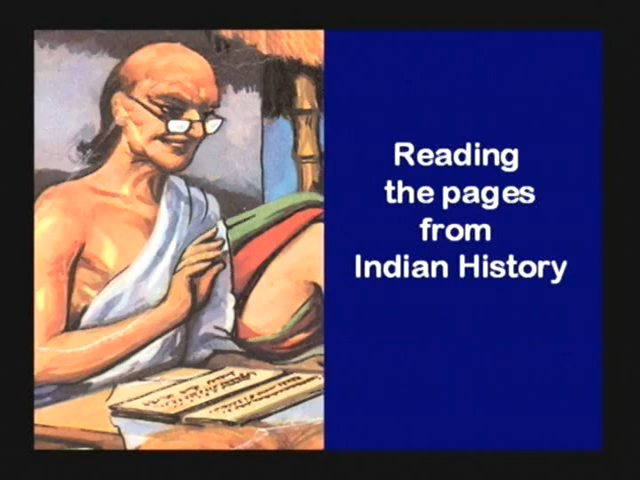 Reading
the pages
from
Indian History